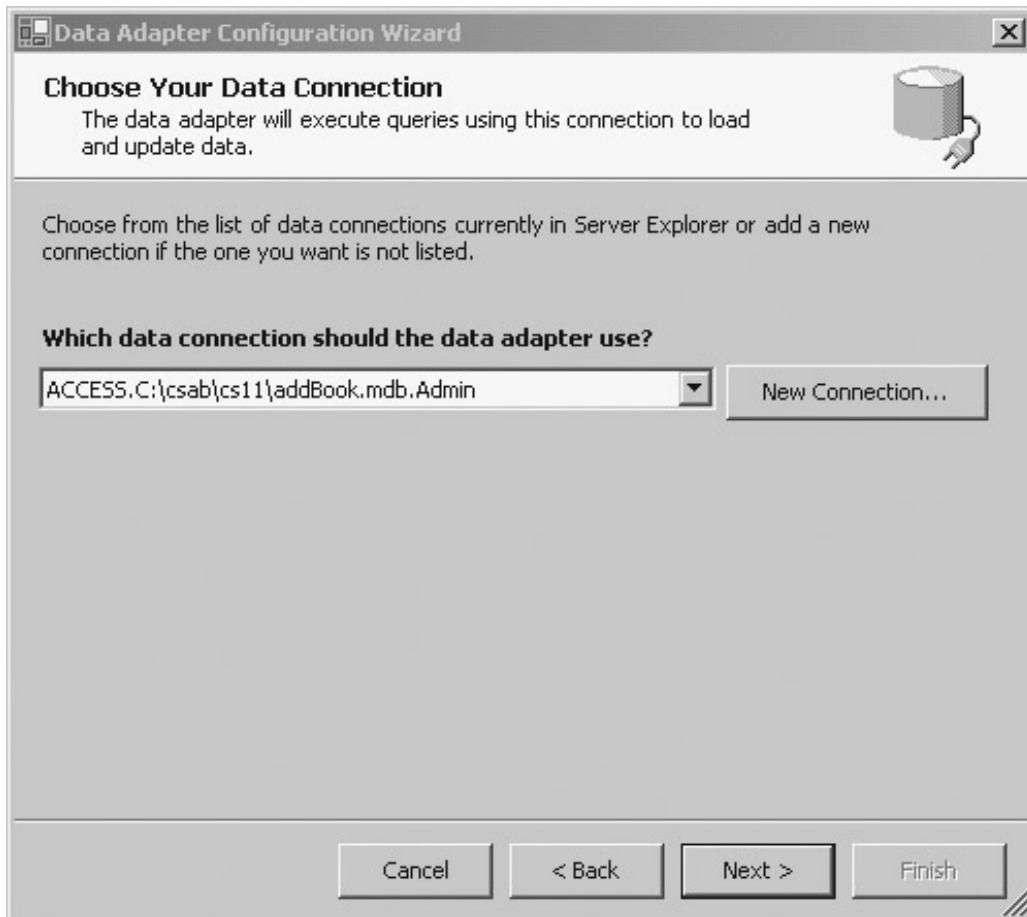 Data Adapter Configuration Wizard
Choose Your Data Connection
The data adapter will execute queries using this connection to load
and update data.
Choose from the list of data connections currently in Server Explorer or add a new
connection if the one you want is not listed.
Which data connection should the data adapter use?
ACCESS.C:\csab\cs11\addBook.mdb.Admin
New Connection...
Cancel
< Back
Next >
Finish